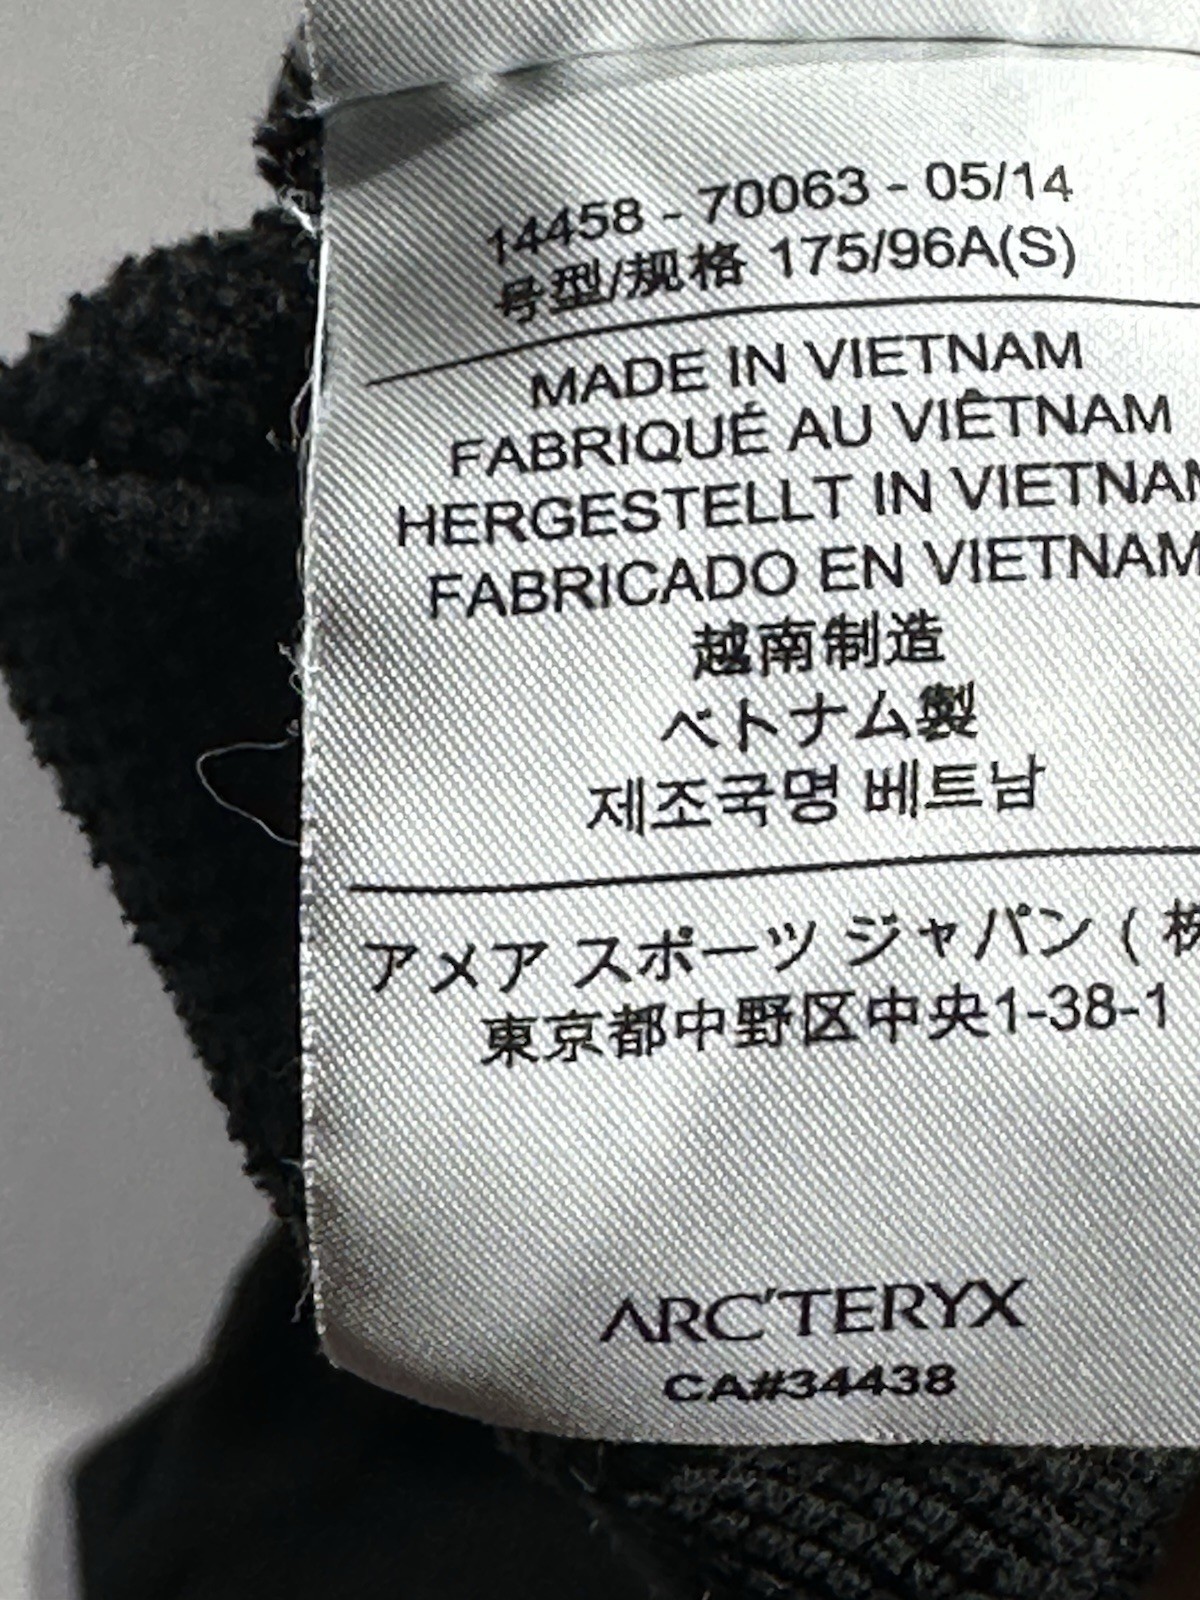 14458 - 70063 - 05/14
号型/规格 175/96A(S)
MADE IN VIETNAM
FABRIQUÉ AU VIÊTNAM
HERGESTELLT IN VIETNAM
FABRICADO EN VIETNAM
越南制造
ベトナム製
제조국명 베트남
アメア スポーツ ジャパン ( 株
東京都中野区中央1-38-1
ARC'TERYX
CA#34438